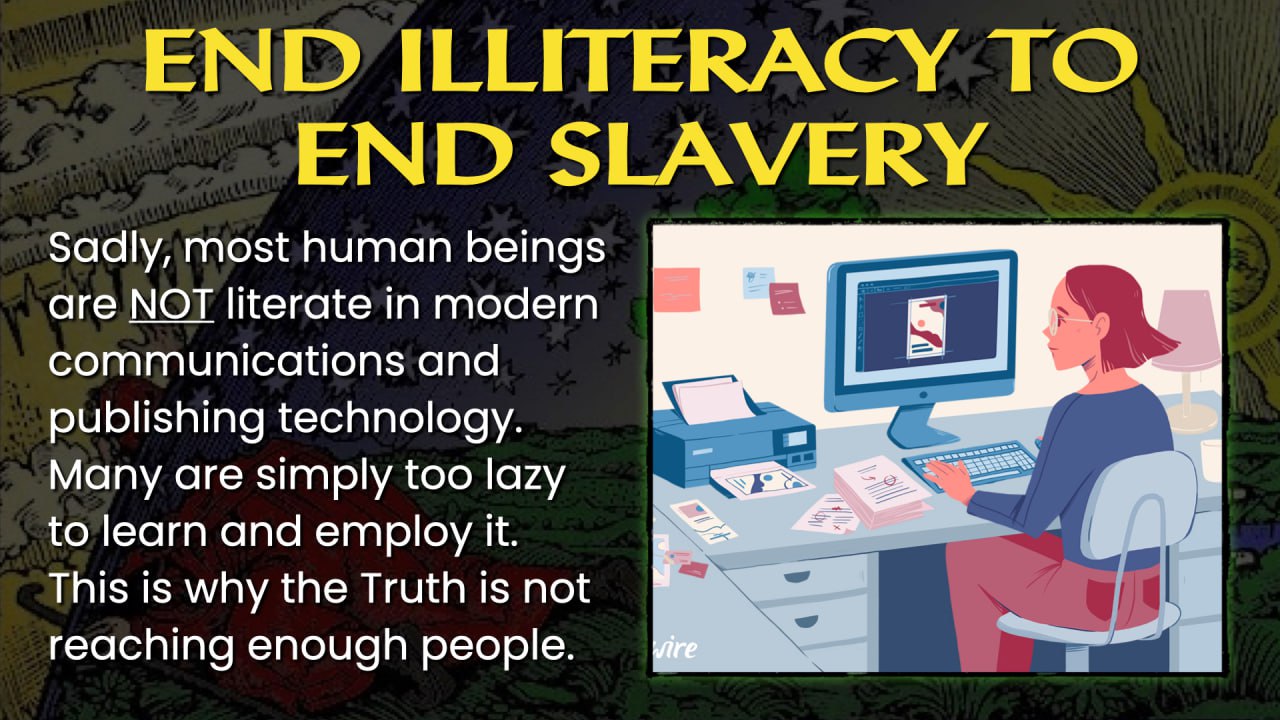 END ILLITERACY TO
END SLAVERY
Sadly, most human beings
are NOT literate in modern
communications and
publishing technology.
Many are simply too lazy
to learn and employ it.
This is why the Truth is not
reaching enough people.
wire